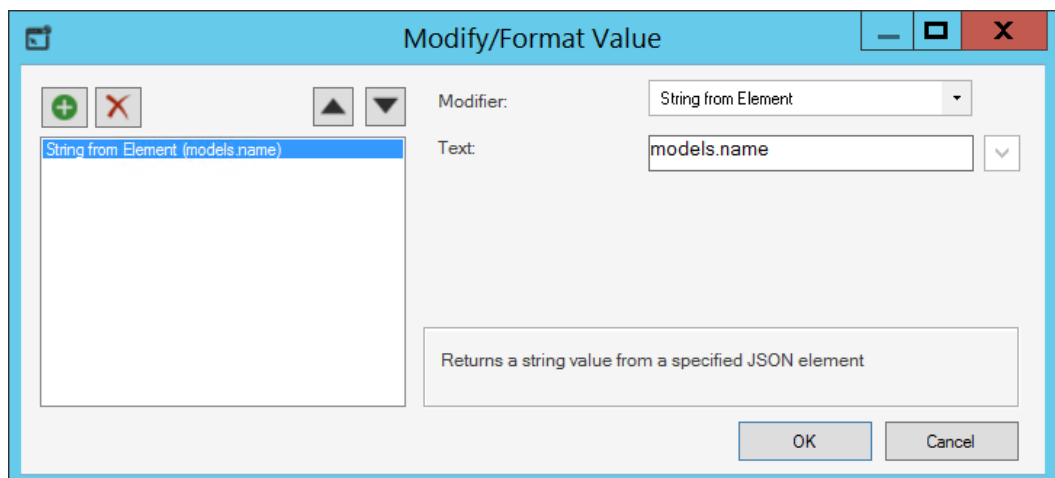 Modify/Format Value
Modifier:
String from Element
String from Element (models.name)
Text:
models.name
Returns a string value from a specified JSON element
OK
Cancel